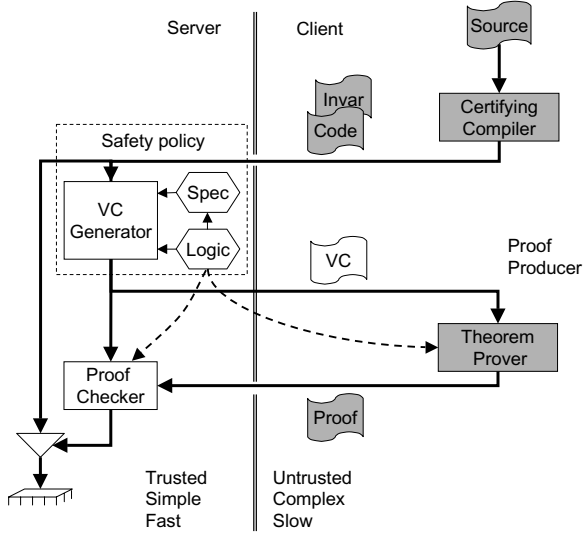 Server
Client
Source
Invar
Code
Certifying
Compiler
Safety policy
VC
Generator
Spec
Logic
VC
Proof
Producer
Theorem
Prover
Proof
Checker
Proof
Trusted
Simple
Fast
Untrusted
Complex
Slow